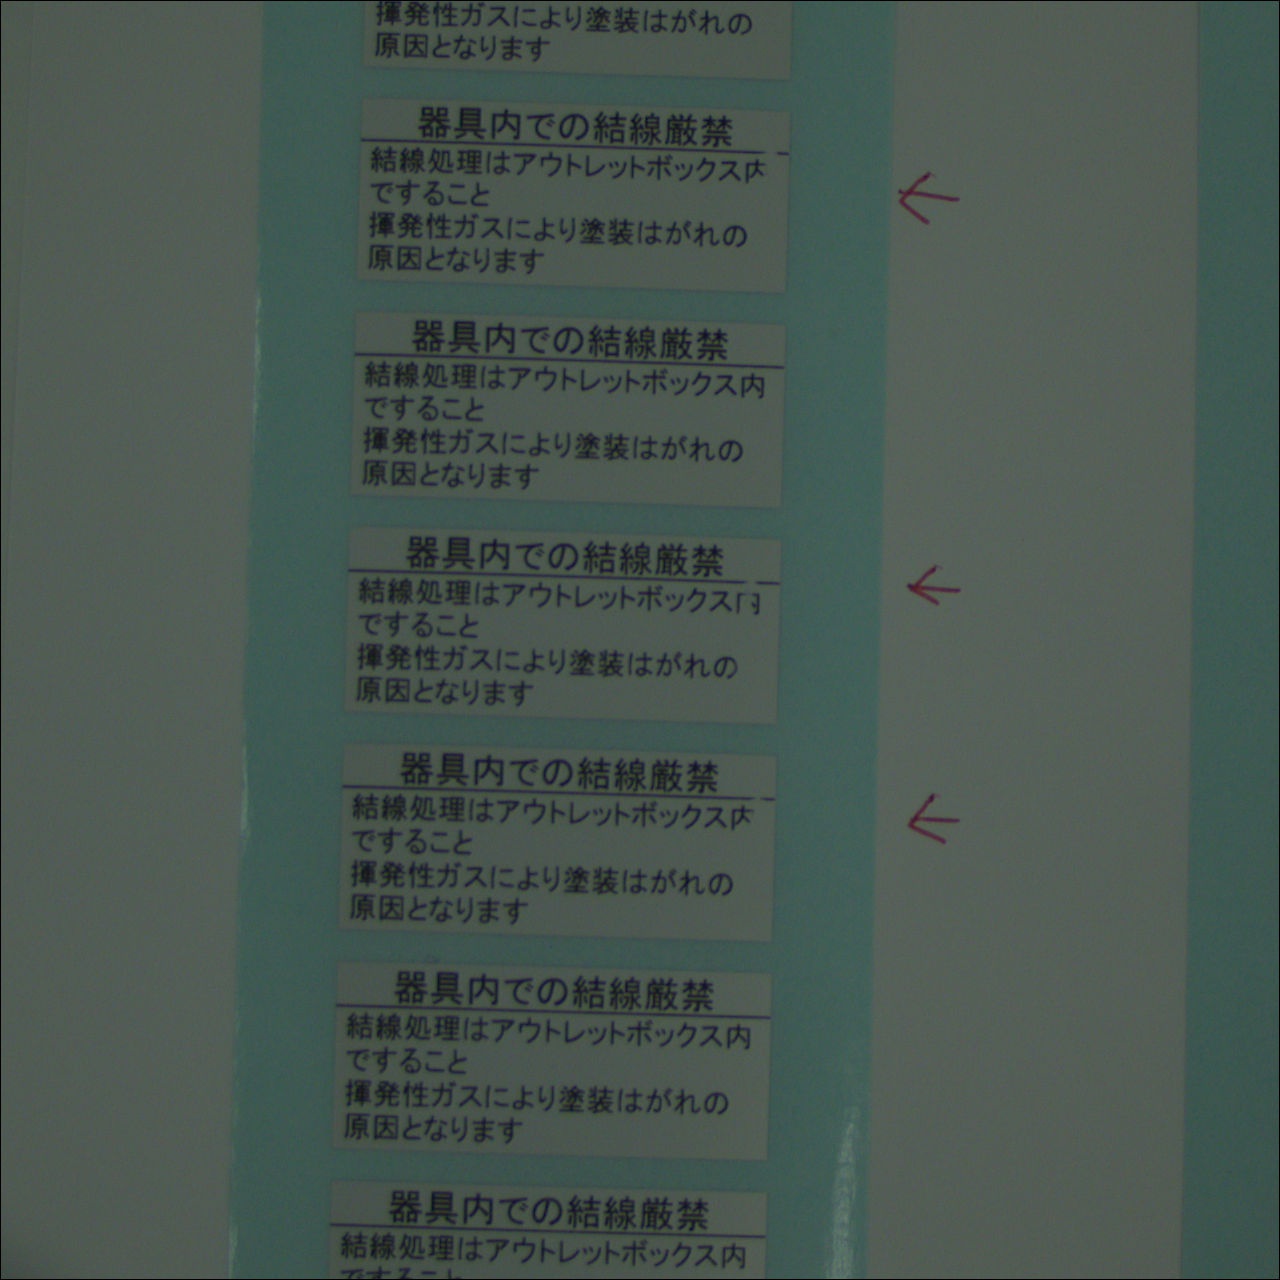 揮発性ガスにより塗装はがれの
原因となります
器具内での結線厳禁
結線処理はアウトレットボックス内
ですること
揮発性ガスにより塗装はがれの
原因となります
器具内での結線厳禁
結線処理はアウトレットボックス内
ですること
揮発性ガスにより塗装はがれの
原因となります
器具内での結線厳禁
結線処理はアウトレットボックス内
ですること
揮発性ガスにより塗装はがれの
原因となります
器具内での結線厳禁
結線処理はアウトレットボックス内
ですること
揮発性ガスにより塗装はがれの
原因となります
器具内での結線厳禁
結線処理はアウトレットボックス内
ですること
揮発性ガスにより塗装はがれの
原因となります
器具内での結線厳禁
結線処理はアウトレットボックス内
ですること